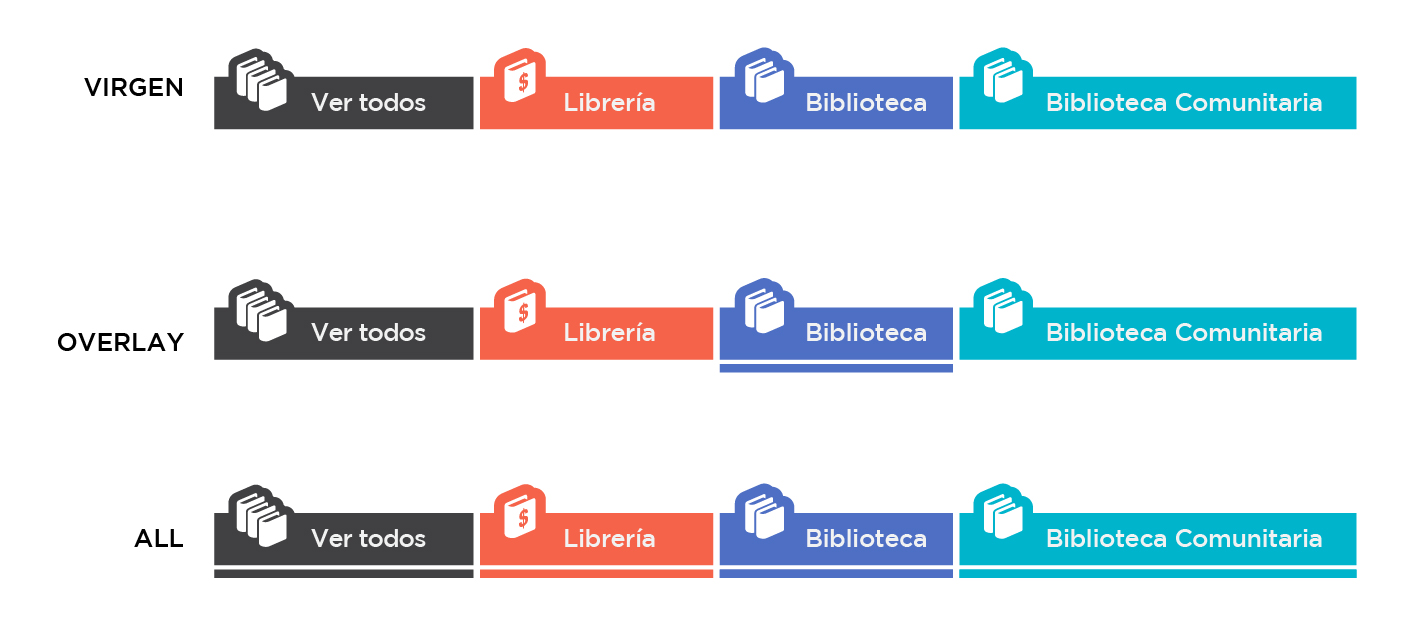 VIRGEN
$
Ver todos
Librería
Biblioteca
Biblioteca Comunitaria
OVERLAY
$
Ver todos
Librería
Biblioteca
Biblioteca Comunitaria
ALL
$
Ver todos
Librería
Biblioteca
Biblioteca Comunitaria